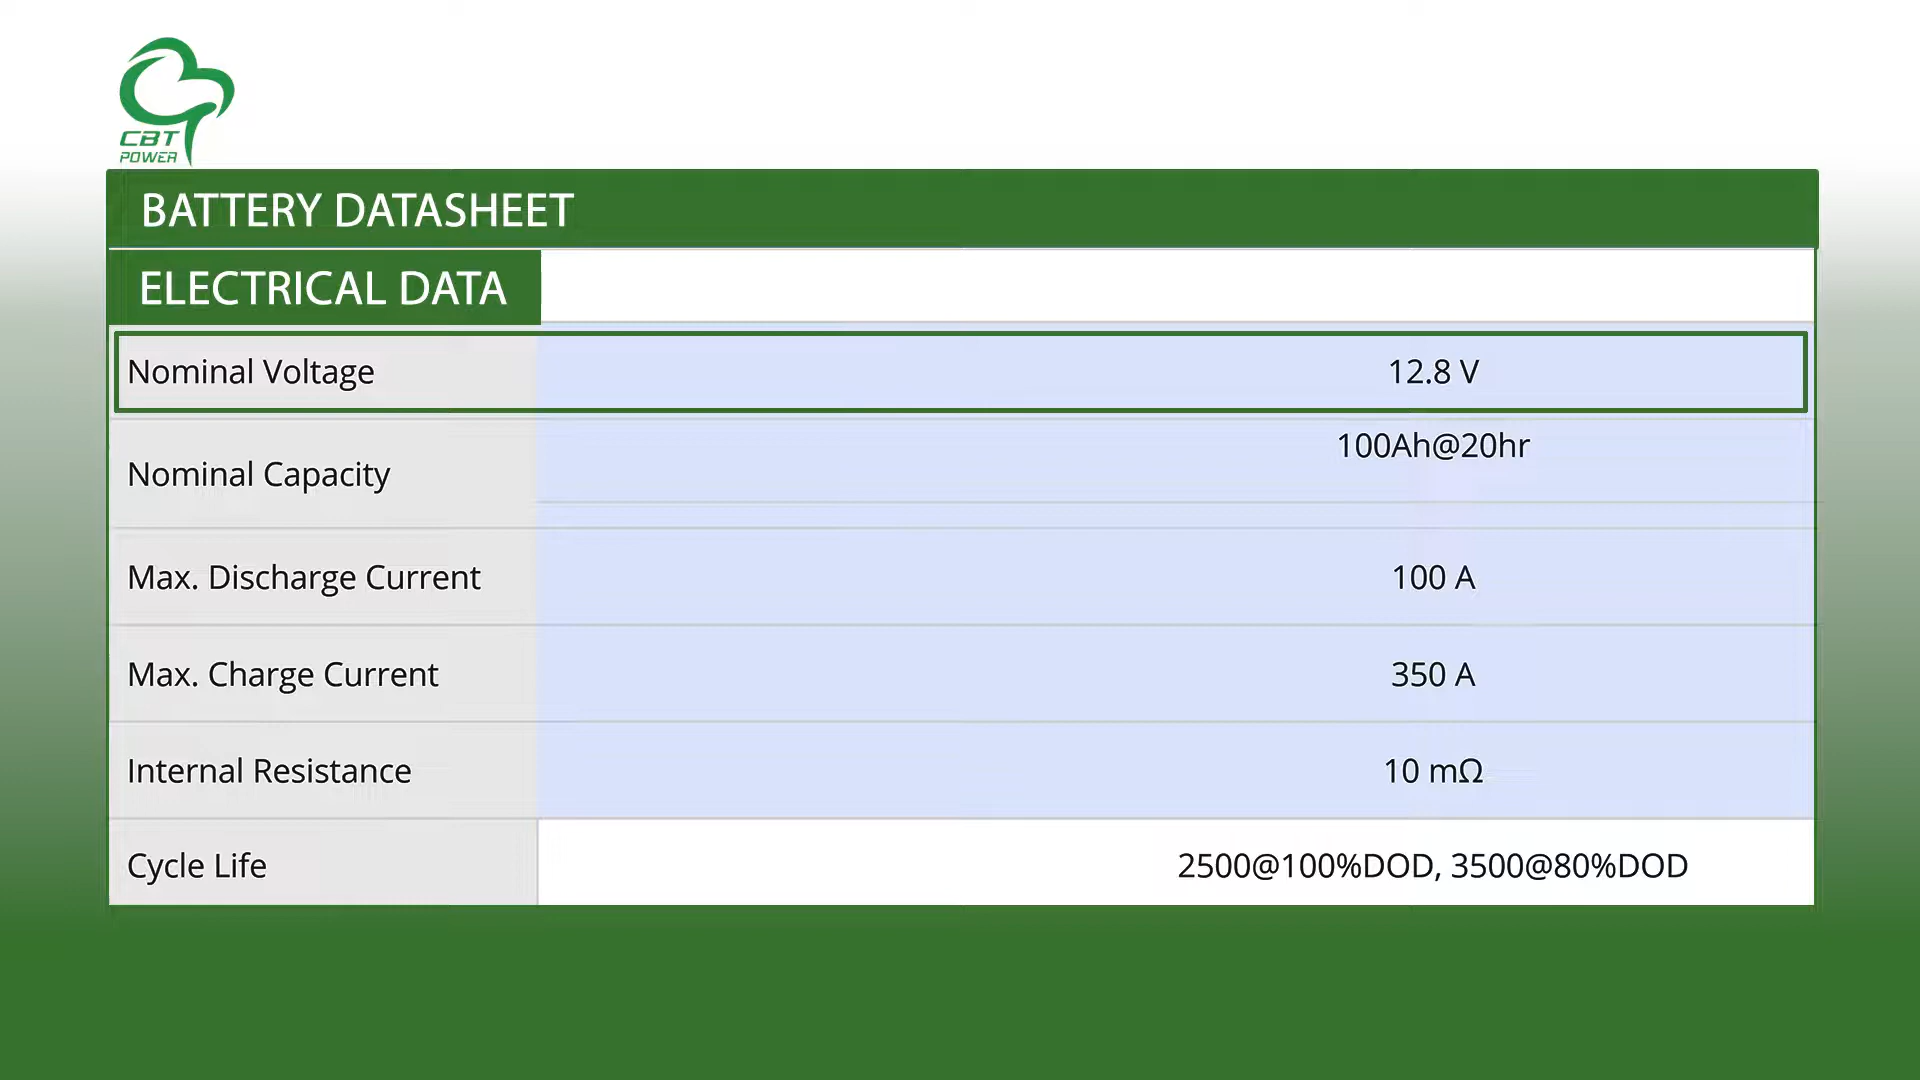 CBT
POWER
BATTERY DATASHEET
ELECTRICAL DATA
Nominal Voltage 12.8 V
Nominal Capacity 100Ah@20hr
Max. Discharge Current 100 A
Max. Charge Current 350 A
Internal Resistance 10 mΩ
Cycle Life 2500@100%DOD, 3500@80%DOD